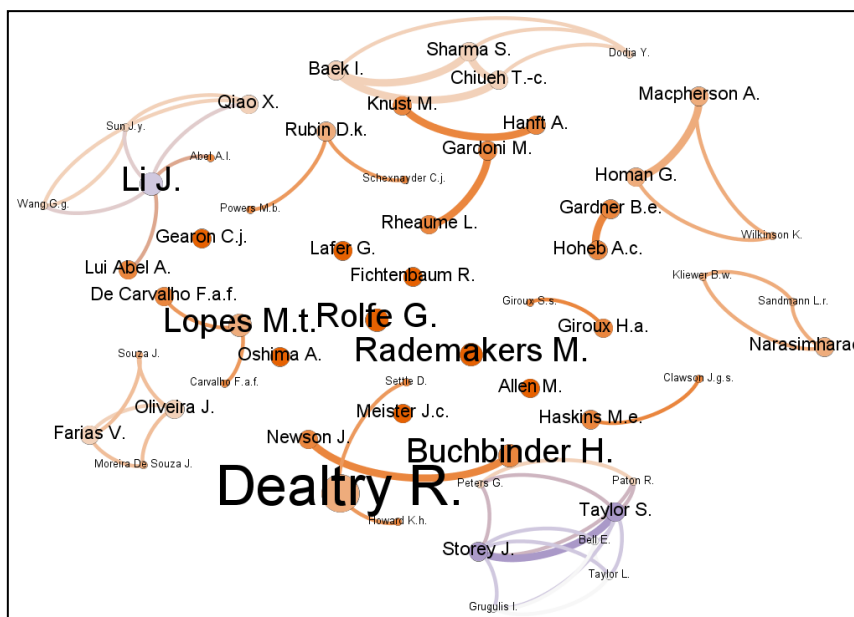 Sharma S.
Dodia Y.
Baek I.
Chiueh T.-c.
Macpherson A.
Qiao X.
Knust M.
Hanft A.
Sun J.y.
Rubin D.k.
Gardoni M.
Abel A.l.
Li J.
Schexnayder C.j.
Homan G.
Wang G.g.
Powers M.b.
Gardner B.e.
Rheaume L.
Gearon C.j.
Lafer G.
Hoheb A.c.
Wilkinson K.
Lui Abel A.
Fichtenbaum R.
Kliewer B.w.
De Carvalho F.a.f.
Sandmann L.r.
Giroux S.s.
Lopes M.t.
Rolfe G.
Giroux H.a.
Narasimharao
Souza J.
Oshima A.
Rademakers M.
Carvalho F.a.f.
Settle D.
Clawson J.g.s.
Allen M.
Oliveira J.
Meister J.c.
Haskins M.e.
Farias V.
Newson J.
Buchbinder H.
Moreira De Souza J.
Dealtry R.
Peters G.
Paton R.
Taylor S.
Howard K.h.
Bell E.
Storey J.
Taylor L.
Grugulis I.